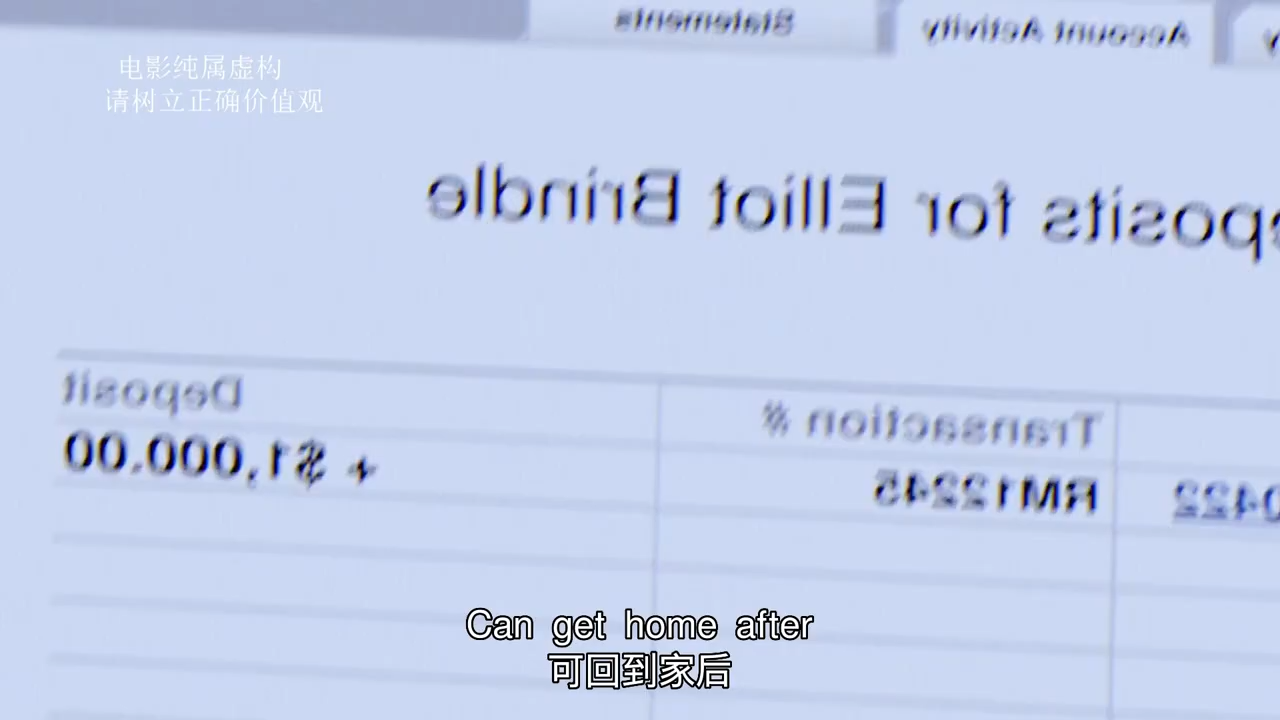 Statements Account Activity
电影纯属虚构
请树立正确价值观
eposits for Elliot Brindle
Transaction # Deposit
0422 RM12245 + $1,000.00
Can get home after
可回到家后